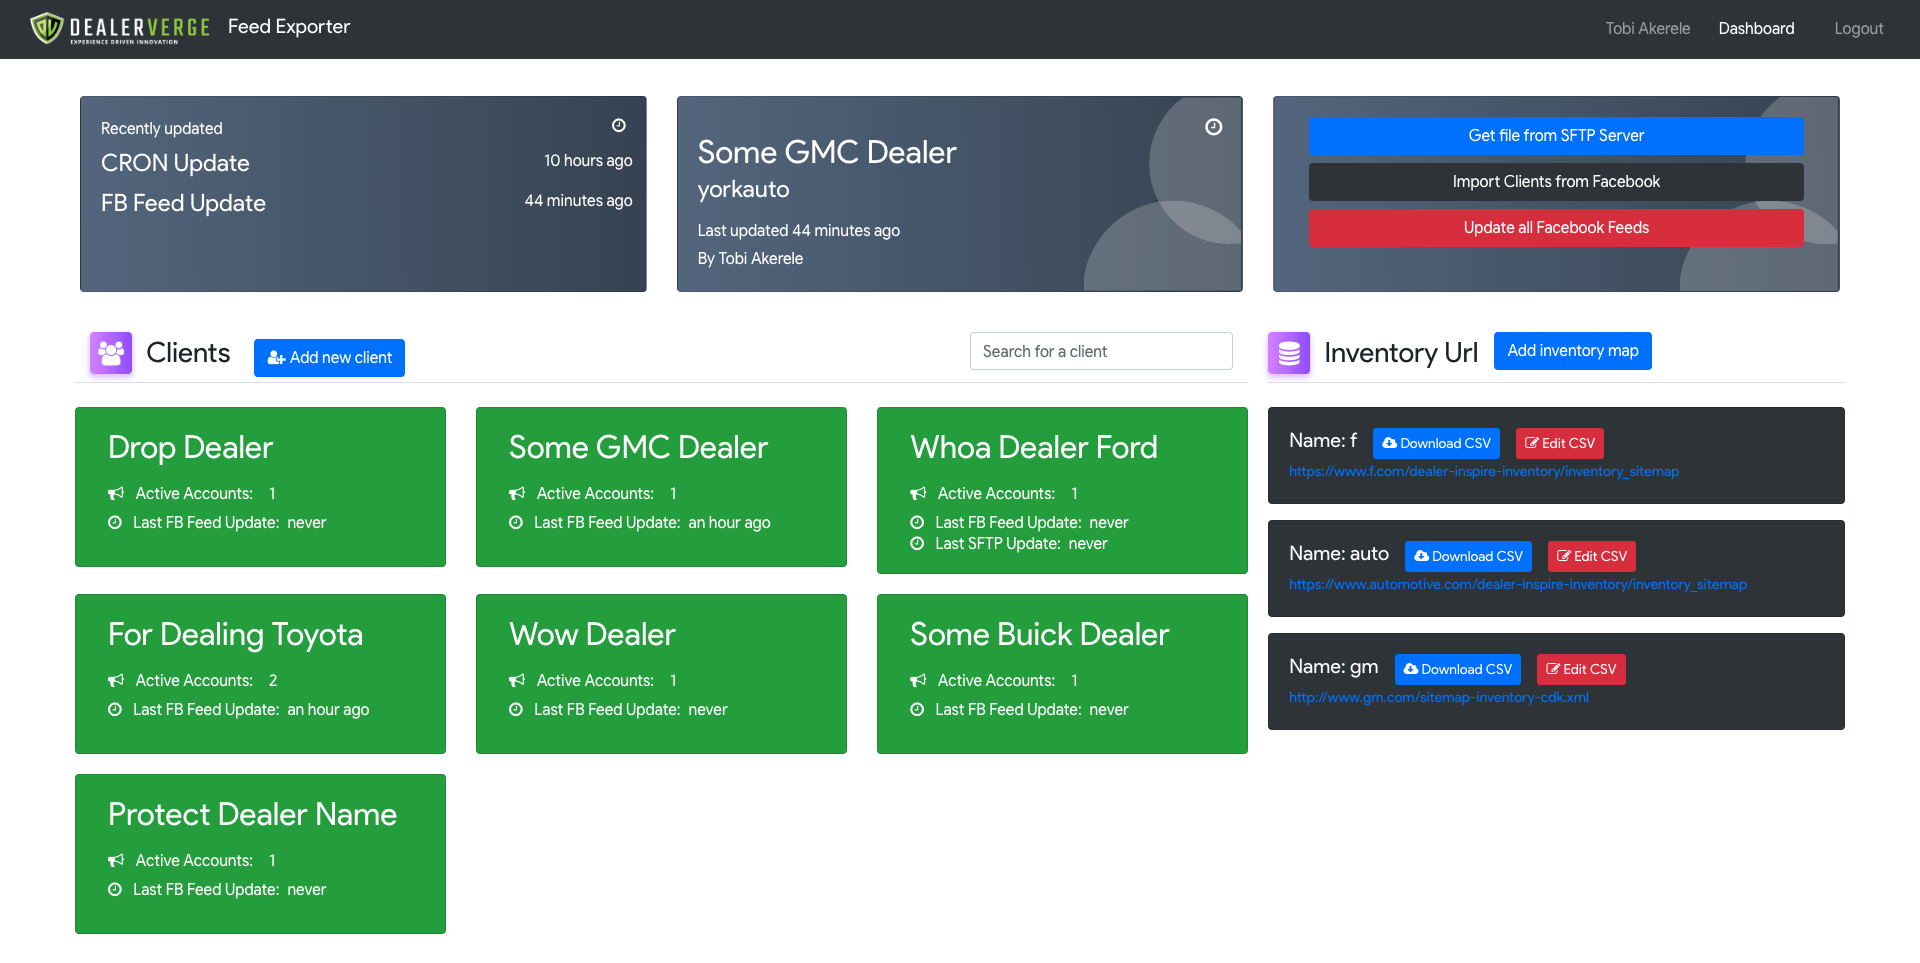 DEALERVERGE
EXPERIENCE DRIVEN INNOVATION
Feed Exporter
Tobi Akerele
Dashboard
Logout
Recently updated
CRON Update
10 hours ago
FB Feed Update
44 minutes ago
Some GMC Dealer
yorkauto
Last updated 44 minutes ago
By Tobi Akerele
Get file from SFTP Server
Import Clients from Facebook
Update all Facebook Feeds
Clients
Add new client
Search for a client
Inventory Url
Add inventory map
Drop Dealer
Active Accounts: 1
Last FB Feed Update: never
Some GMC Dealer
Active Accounts: 1
Last FB Feed Update: an hour ago
Whoa Dealer Ford
Active Accounts: 1
Last FB Feed Update: never
Last SFTP Update: never
For Dealing Toyota
Active Accounts: 2
Last FB Feed Update: an hour ago
Wow Dealer
Active Accounts: 1
Last FB Feed Update: never
Some Buick Dealer
Active Accounts: 1
Last FB Feed Update: never
Protect Dealer Name
Active Accounts: 1
Last FB Feed Update: never
Name: f
Download CSV
Edit CSV
https://www.f.com/dealer-inspire-inventory/inventory_sitemap
Name: auto
Download CSV
Edit CSV
https://www.automotive.com/dealer-inspire-inventory/inventory_sitemap
Name: gm
Download CSV
Edit CSV
http://www.gm.com/sitemap-inventory-cdk.xml